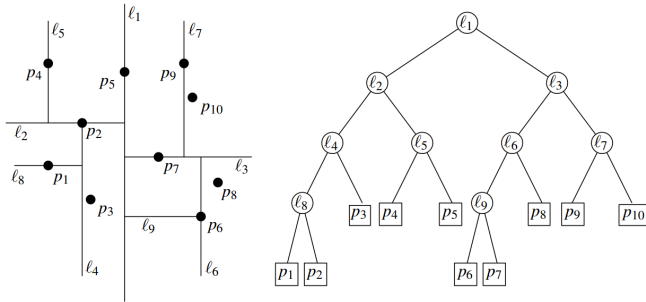 ℓ₁
ℓ₅
ℓ₇
p₄
p₅
p₉
p₁₀
ℓ₂
p₂
ℓ₈
p₁
p₇
ℓ₃
p₃
p₈
ℓ₉
p₆
ℓ₄
ℓ₆
ℓ₁
ℓ₂ ℓ₃
ℓ₄ ℓ₅ ℓ₆ ℓ₇
ℓ₈ p₃ p₄ p₅ ℓ₉ p₈ p₉ p₁₀
p₁ p₂ p₆ p₇